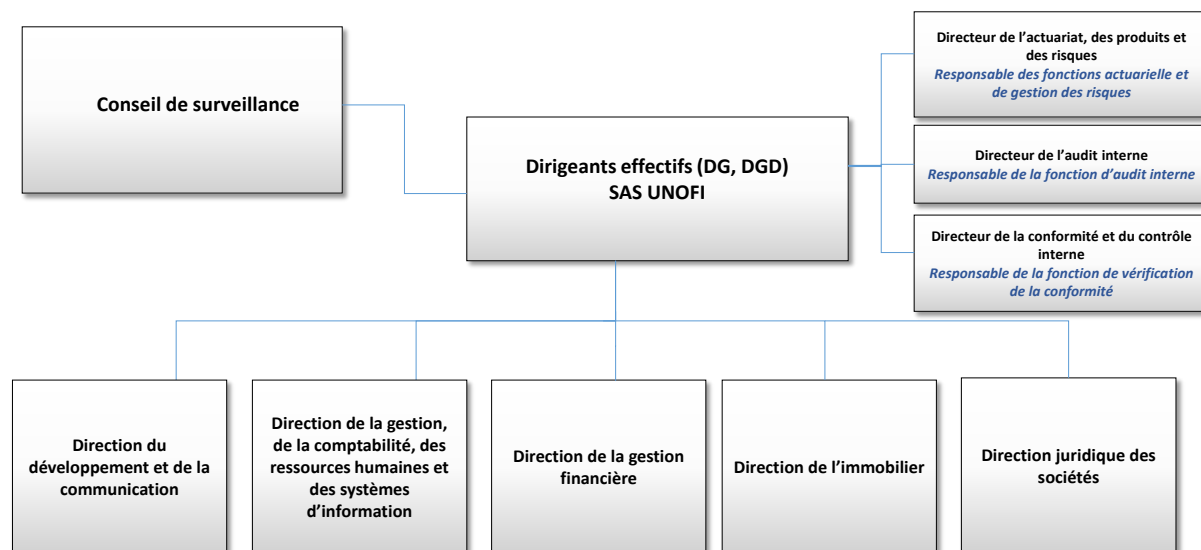 Conseil de surveillance
Dirigeants effectifs (DG, DGD)
SAS UNOFI
Directeur de l’actuariat, des produits et
des risques
Responsable des fonctions actuarielle et
de gestion des risques
Directeur de l’audit interne
Responsable de la fonction d’audit interne
Directeur de la conformité et du contrôle
interne
Responsable de la fonction de vérification
de la conformité
Direction du
développement et de la
communication
Direction de la gestion,
de la comptabilité, des
ressources humaines et
des systèmes
d’information
Direction de la gestion
financière
Direction de l’immobilier
Direction juridique des
sociétés